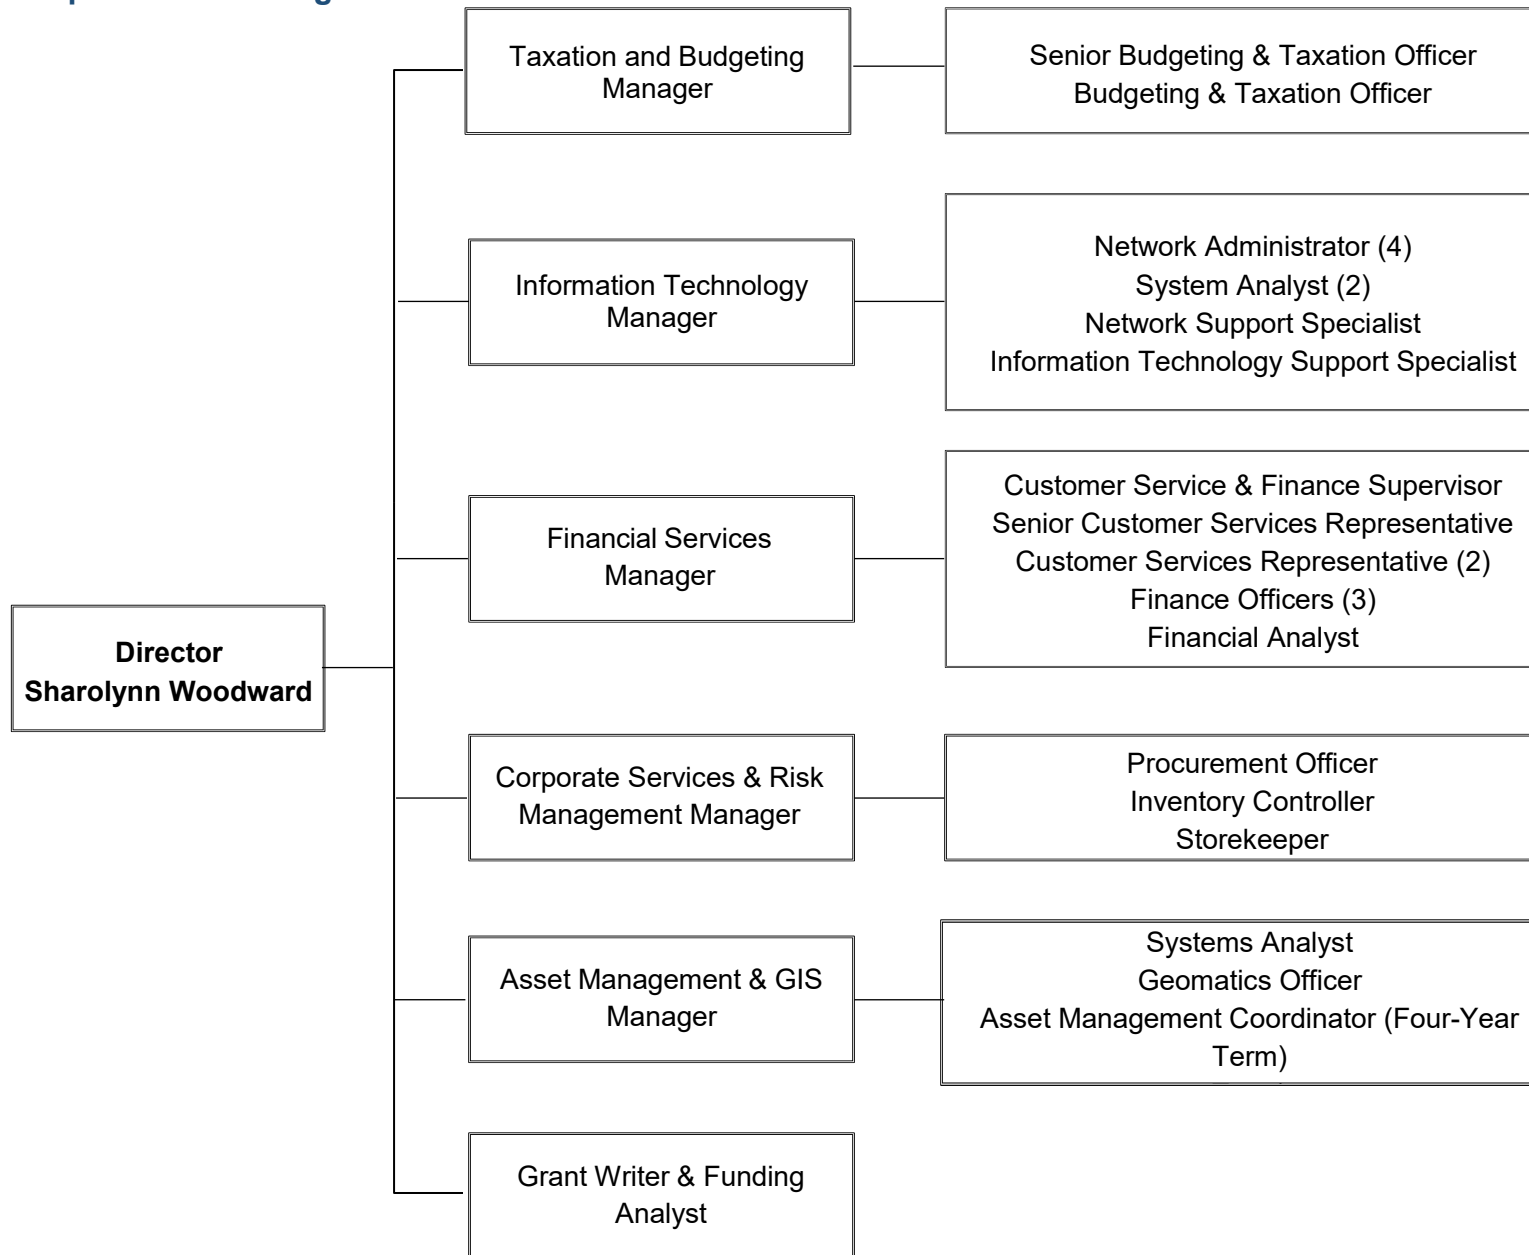 Taxation and Budgeting
Manager
Senior Budgeting & Taxation Officer
Budgeting & Taxation Officer
Information Technology
Manager
Network Administrator (4)
System Analyst (2)
Network Support Specialist
Information Technology Support Specialist
Financial Services
Manager
Customer Service & Finance Supervisor
Senior Customer Services Representative
Customer Services Representative (2)
Finance Officers (3)
Financial Analyst
Director
Sharolynn Woodward
Corporate Services & Risk
Management Manager
Procurement Officer
Inventory Controller
Storekeeper
Asset Management & GIS
Manager
Systems Analyst
Geomatics Officer
Asset Management Coordinator (Four-Year
Term)
Grant Writer & Funding
Analyst